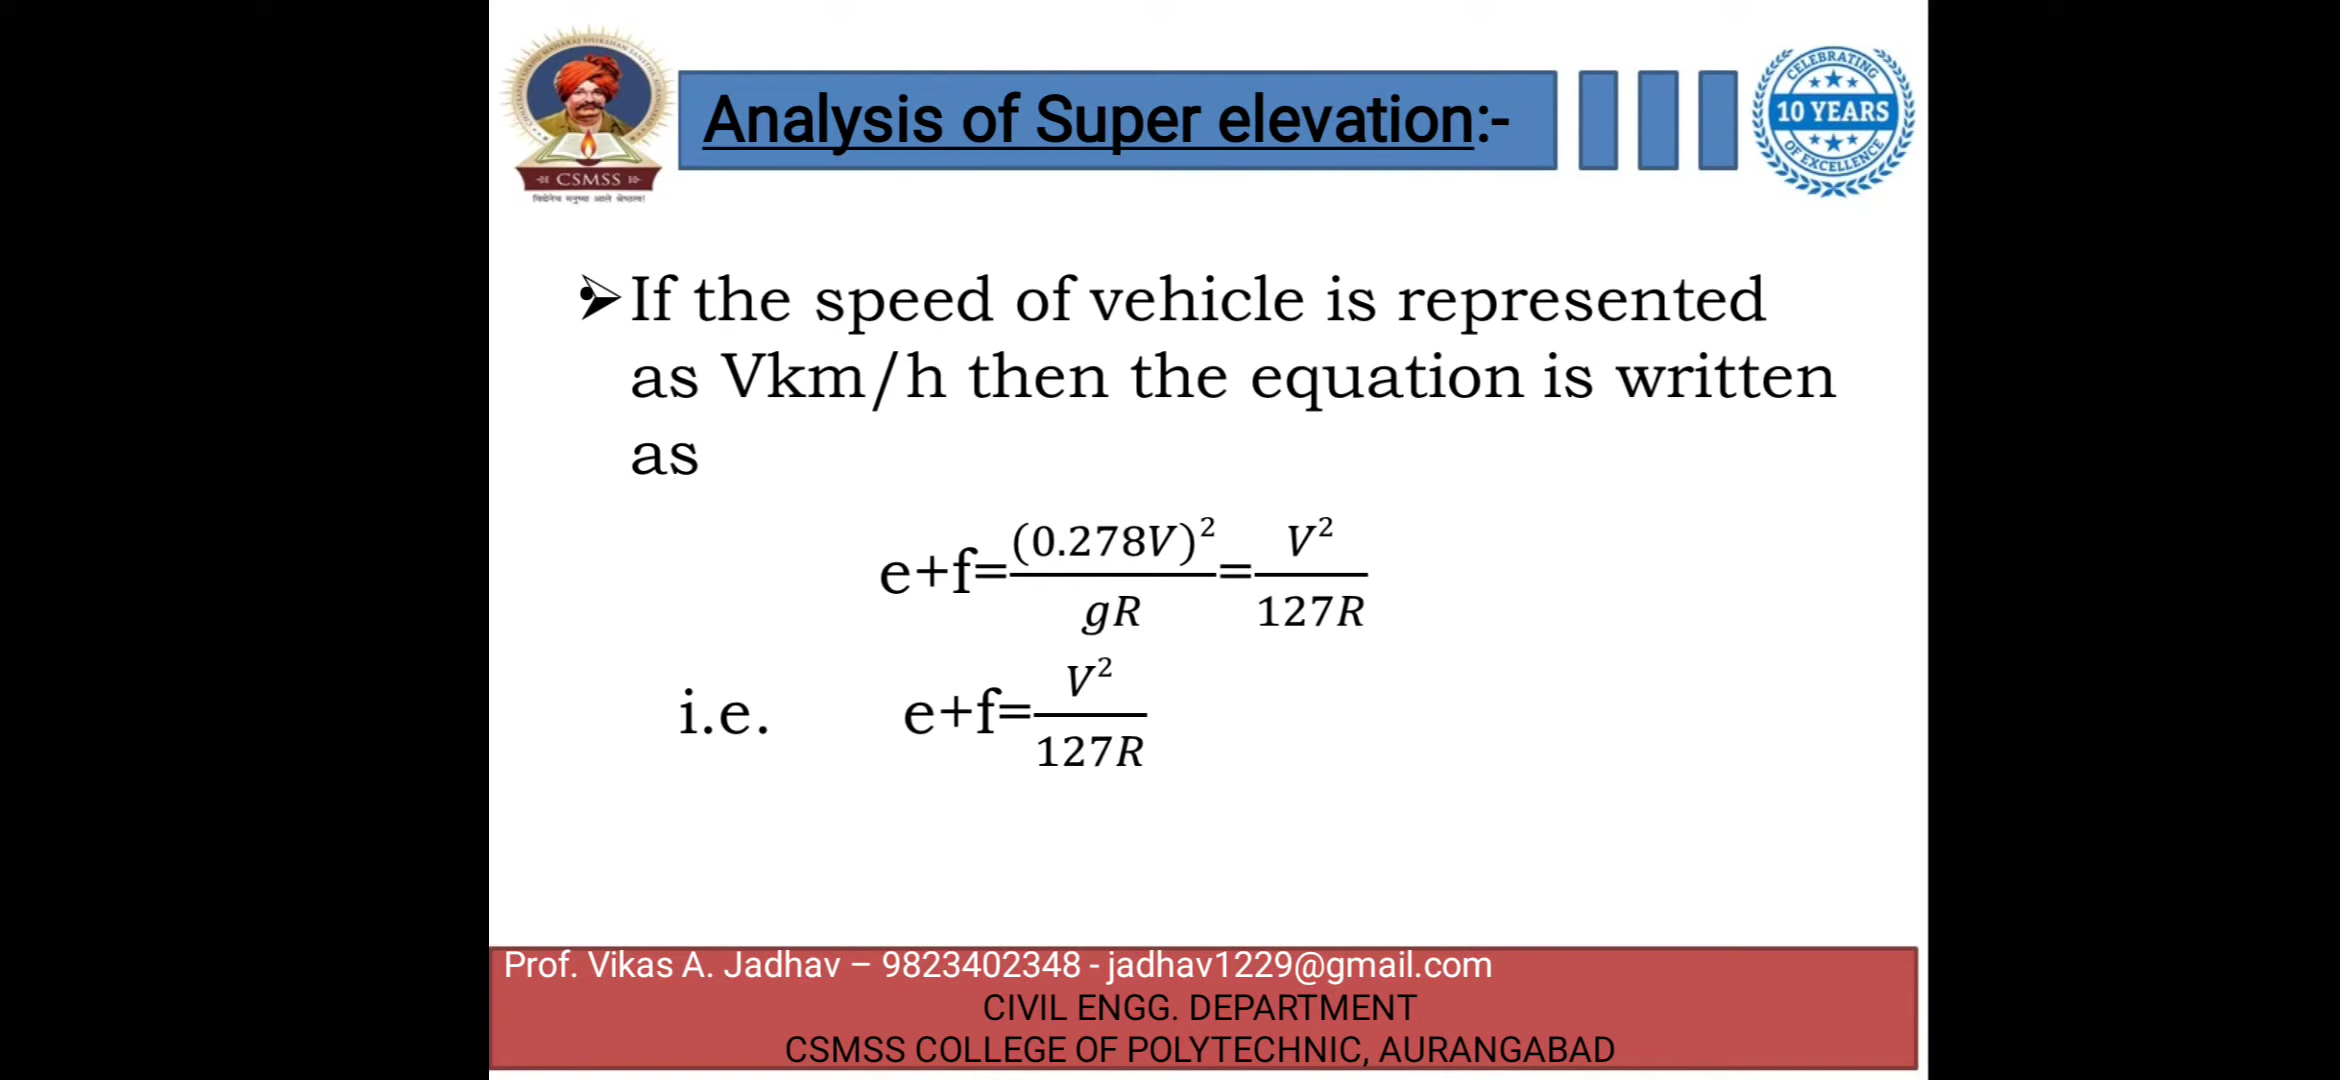 Analysis of Super elevation:-
CSMSS
CELEBRATING
10 YEARS
OF EXCELLENCE
If the speed of vehicle is represented
as Vkm/h then the equation is written
as
e+f=(0.278V)²/gR=V²/127R
i.e. e+f=V²/127R
Prof. Vikas A. Jadhav – 9823402348 - jadhav1229@gmail.com
CIVIL ENGG. DEPARTMENT
CSMSS COLLEGE OF POLYTECHNIC, AURANGABAD